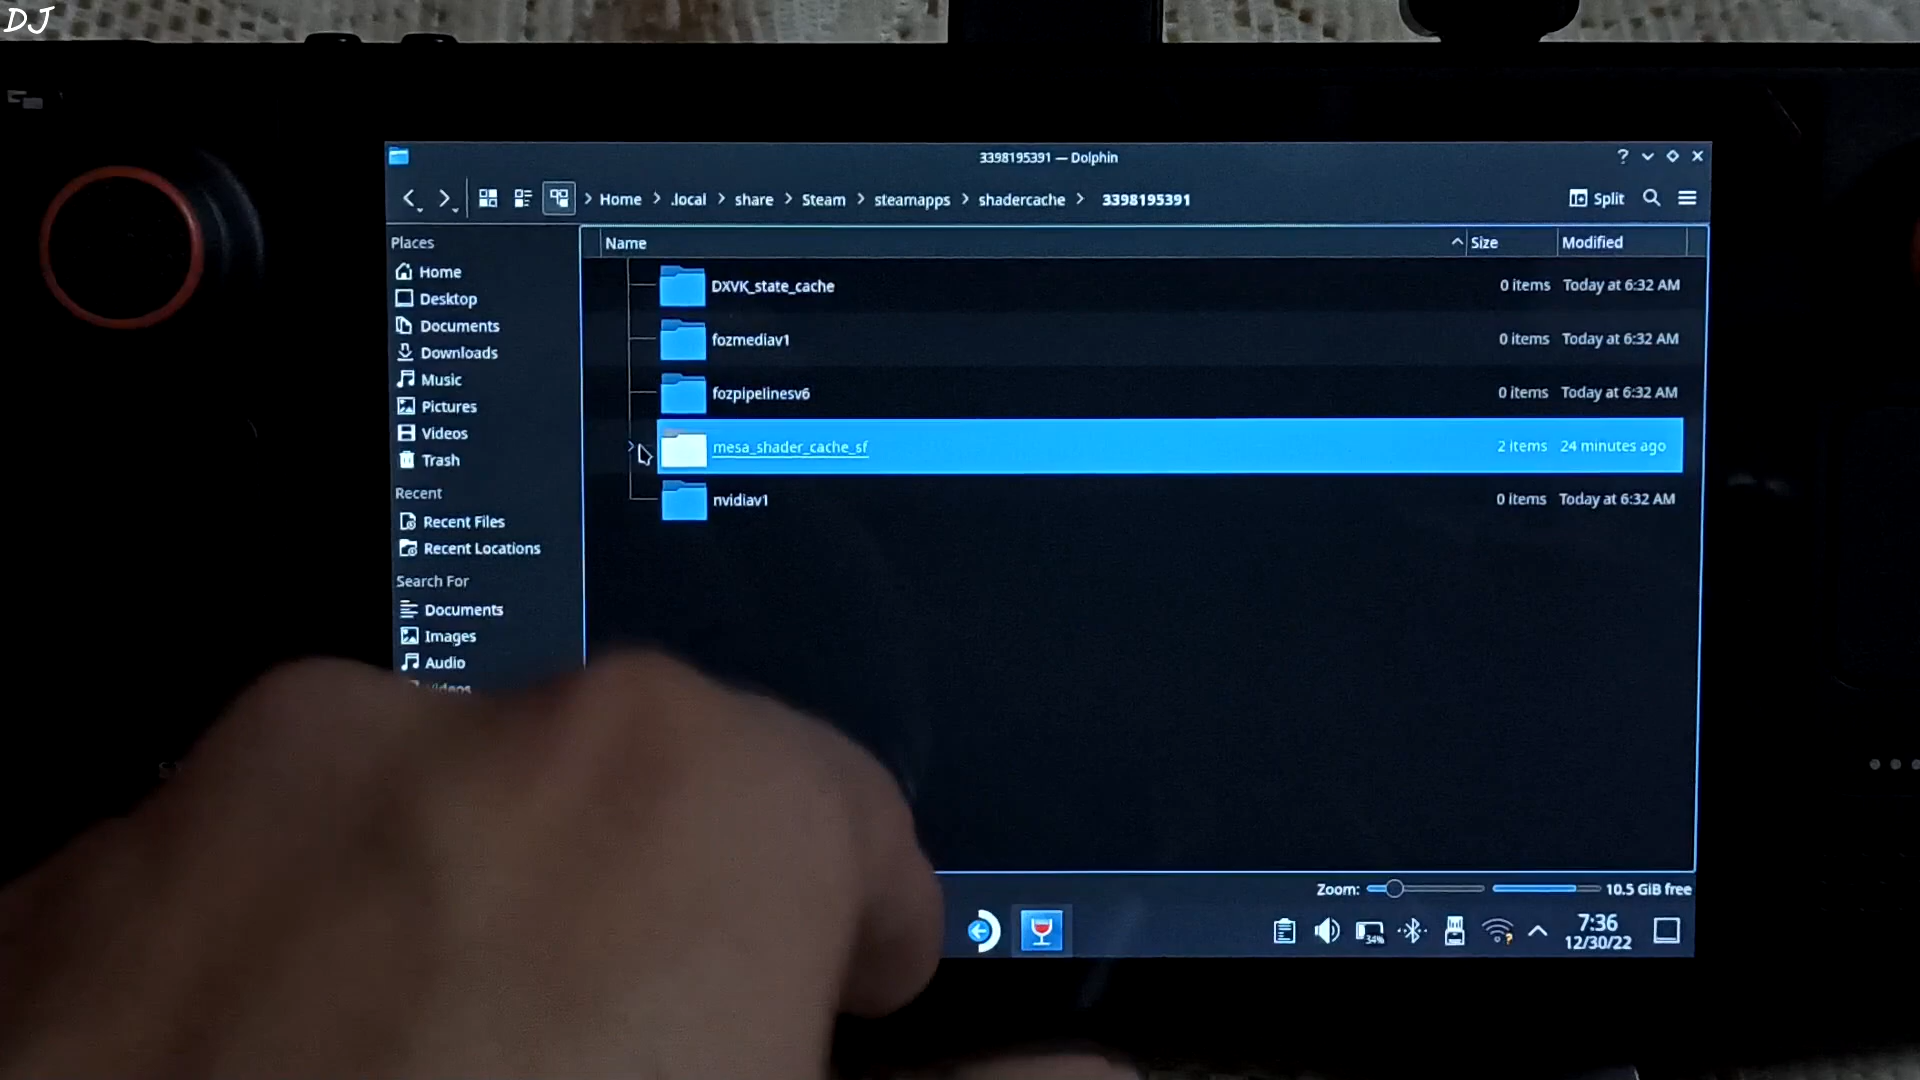 DJ
3398195391 — Dolphin
Home > .local > share > Steam > steamapps > shadercache > 3398195391
Split
Places
Home
Desktop
Documents
Downloads
Music
Pictures
Videos
Trash
Recent
Recent Files
Recent Locations
Search For
Documents
Images
Audio
Videos
Name Size Modified
DXVK_state_cache 0 items Today at 6:32 AM
fozmediav1 0 items Today at 6:32 AM
fozpipelinesv6 0 items Today at 6:32 AM
mesa_shader_cache_sf 2 items 24 minutes ago
nvidiav1 0 items Today at 6:32 AM
Zoom: 10.5 GiB free
34%
7:36
12/30/22